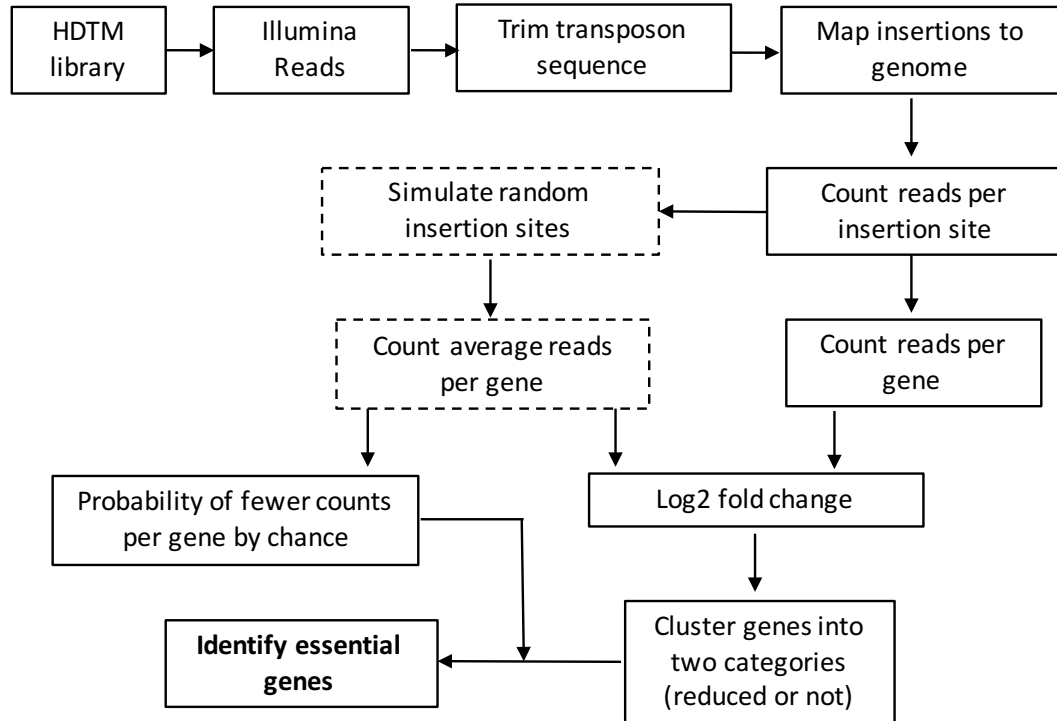 HDTM
library
Illumina
Reads
Trim transposon
sequence
Map insertions to
genome
Simulate random
insertion sites
Count reads per
insertion site
Count average reads
per gene
Count reads per
gene
Probability of fewer counts
per gene by chance
Log2 fold change
Identify essential
genes
Cluster genes into
two categories
(reduced or not)